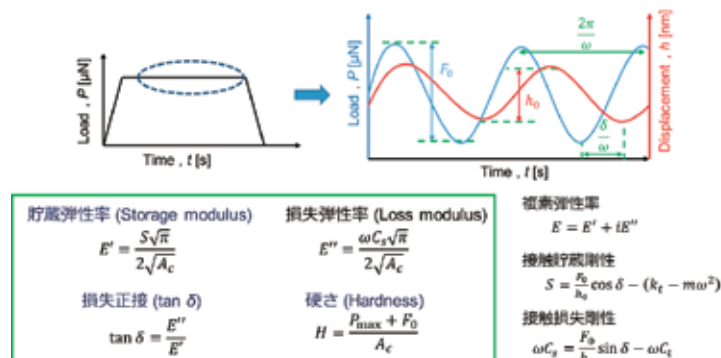 Load , P [µN]
Time , t [s]
Load , P [µN]
F₀
h₀
2π/ω
δ/ω
Displacement, h [nm]
Time , t [s]
貯蔵弾性率 (Storage modulus)
E′ = S√π / 2√A_c
損失弾性率 (Loss modulus)
E″ = ωC_s√π / 2√A_c
損失正接 (tan δ)
tan δ = E″ / E′
硬さ (Hardness)
H = (P_max + F₀) / A_c
複素弾性率
E = E′ + iE″
接触貯蔵剛性
S = F₀/h₀ cos δ − (k_t − mω²)
接触損失剛性
ωC_s = F₀/h sin δ − ωC_t